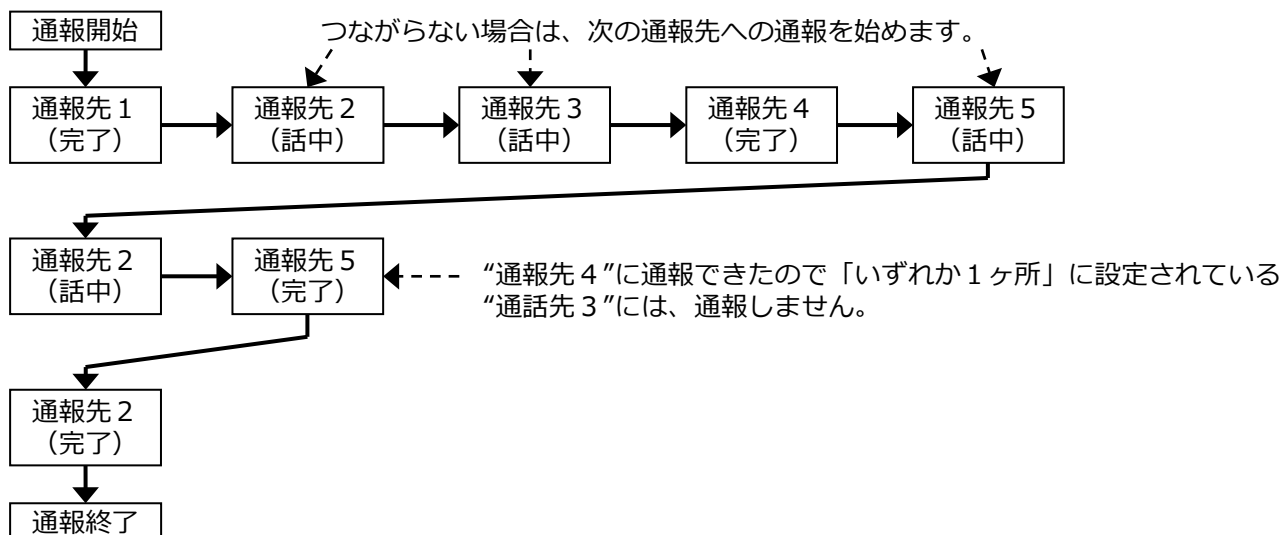 通報開始
つながらない場合は、次の通報先への通報を始めます。
通報先１
（完了）
通報先２
（話中）
通報先３
（話中）
通報先４
（完了）
通報先５
（話中）
通報先２
（話中）
通報先５
（完了）
“通報先４”に通報できたので「いずれか１ヶ所」に設定されている
“通話先３”には、通報しません。
通報先２
（完了）
通報終了